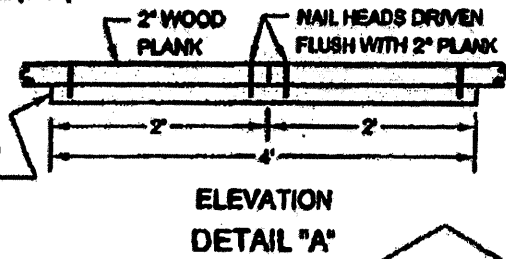 2" WOOD
PLANK
NAIL HEADS DRIVEN
FLUSH WITH 2" PLANK
2'
2'
4'
ELEVATION
DETAIL "A"